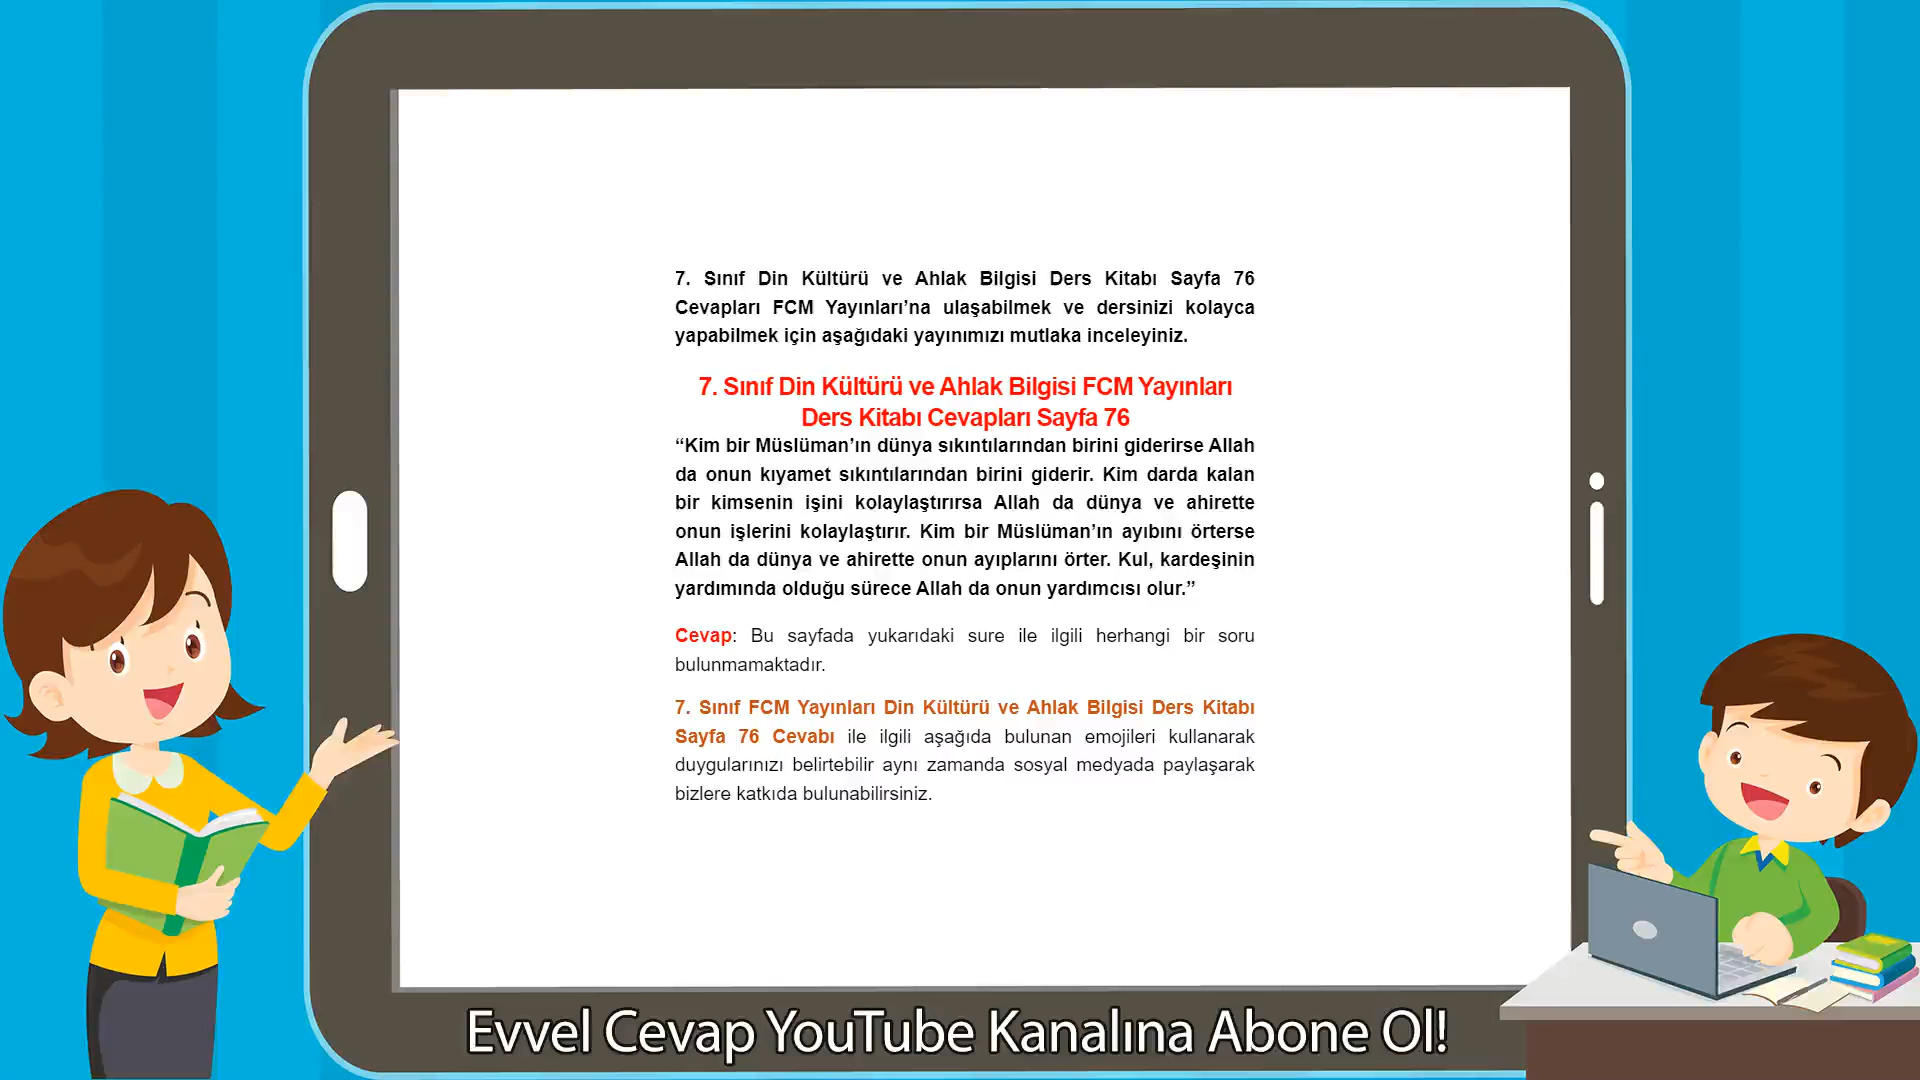 7. Sınıf Din Kültürü ve Ahlak Bilgisi Ders Kitabı Sayfa 76
Cevapları FCM Yayınları’na ulaşabilmek ve dersinizi kolayca
yapabilmek için aşağıdaki yayınımızı mutlaka inceleyiniz.
7. Sınıf Din Kültürü ve Ahlak Bilgisi FCM Yayınları
Ders Kitabı Cevapları Sayfa 76
“Kim bir Müslüman’ın dünya sıkıntılarından birini giderirse Allah
da onun kıyamet sıkıntılarından birini giderir. Kim darda kalan
bir kimsenin işini kolaylaştırırsa Allah da dünya ve ahirette
onun işlerini kolaylaştırır. Kim bir Müslüman’ın ayıbını örterse
Allah da dünya ve ahirette onun ayıplarını örter. Kul, kardeşinin
yardımında olduğu sürece Allah da onun yardımcısı olur.”
Cevap: Bu sayfada yukarıdaki sure ile ilgili herhangi bir soru
bulunmamaktadır.
7. Sınıf FCM Yayınları Din Kültürü ve Ahlak Bilgisi Ders Kitabı
Sayfa 76 Cevabı ile ilgili aşağıda bulunan emojileri kullanarak
duygularınızı belirtebilir aynı zamanda sosyal medyada paylaşarak
bizlere katkıda bulunabilirsiniz.
Evvel Cevap YouTube Kanalına Abone Ol!